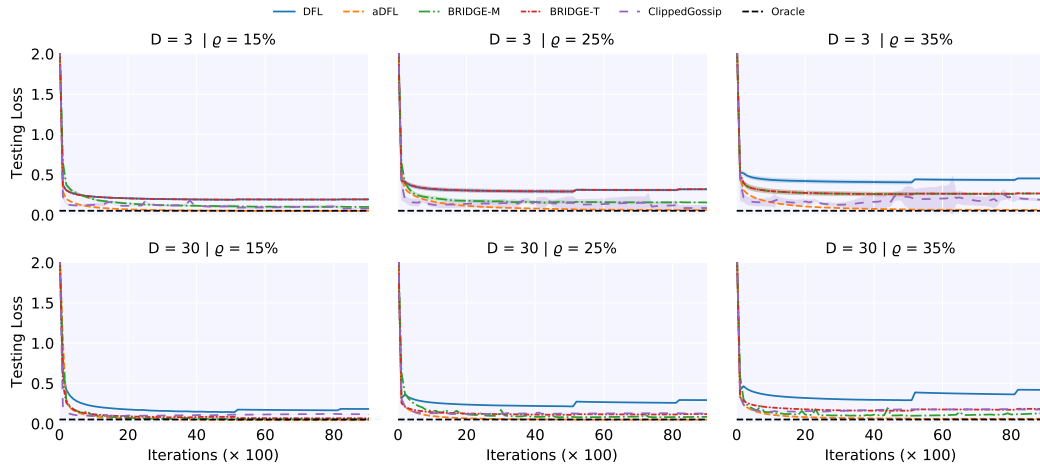 DFL aDFL BRIDGE-M BRIDGE-T ClippedGossip Oracle
D = 3 | ϱ = 15% D = 3 | ϱ = 25% D = 3 | ϱ = 35%
2.0
1.5
1.0
0.5
0.0
Testing Loss
D = 30 | ϱ = 15% D = 30 | ϱ = 25% D = 30 | ϱ = 35%
2.0
1.5
1.0
0.5
0.0
Testing Loss
0 20 40 60 80 0 20 40 60 80 0 20 40 60 80
Iterations (× 100) Iterations (× 100) Iterations (× 100)